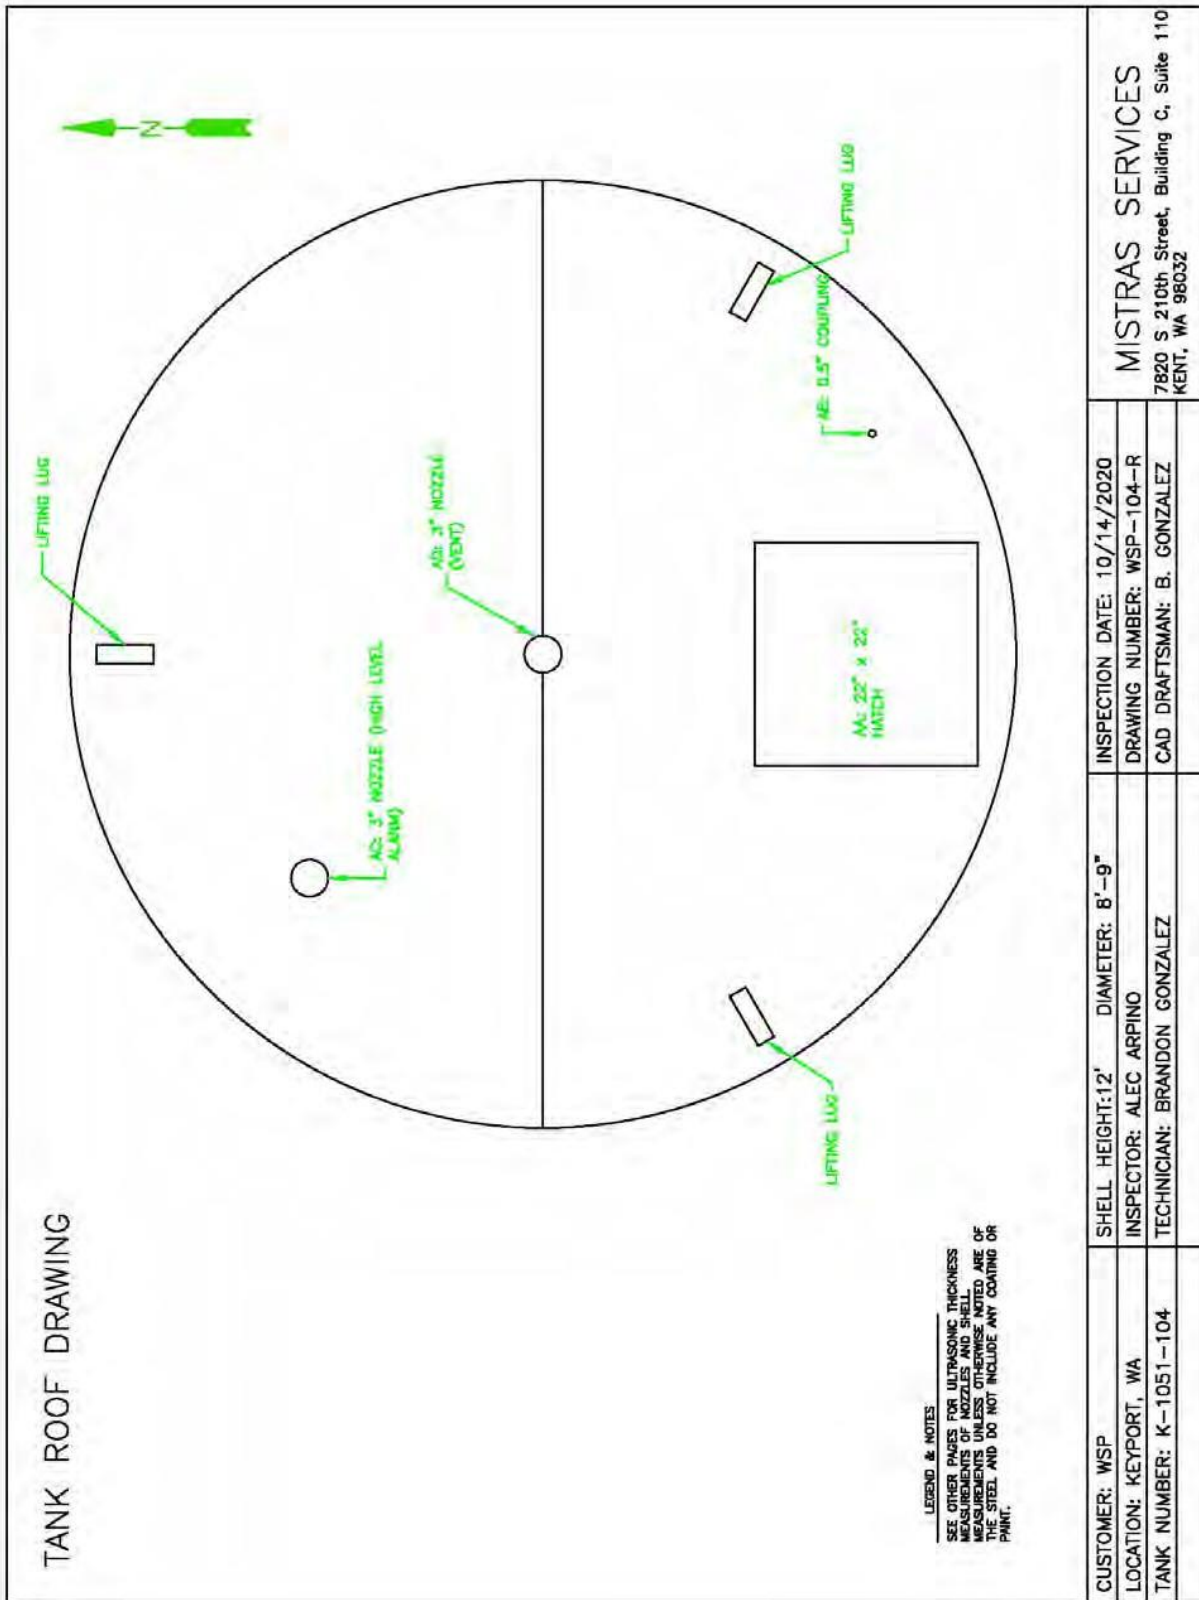 TANK ROOF DRAWING
N
LIFTING LUG
AC: 3" NOZZLE (HIGH LEVEL
ALARM)
AD: 3" NOZZLE
(VENT)
LIFTING LUG
AB: 0.5" COUPLING
LIFTING LUG
AA: 22" x 22"
HATCH
LEGEND & NOTES
SEE OTHER PAGES FOR ULTRASONIC THICKNESS
MEASUREMENTS OF NOZZLES AND SHELL
MEASUREMENTS UNLESS OTHERWISE NOTED ARE OF
THE STEEL AND DO NOT INCLUDE ANY COATING OR
PAINT.
CUSTOMER: WSP
LOCATION: KEYPORT, WA
TANK NUMBER: K-1051-104
SHELL HEIGHT:12' DIAMETER: 8'-9"
INSPECTOR: ALEC ARPINO
TECHNICIAN: BRANDON GONZALEZ
INSPECTION DATE: 10/14/2020
DRAWING NUMBER: WSP-104-R
CAD DRAFTSMAN: B. GONZALEZ
MISTRAS SERVICES
7820 S 210th Street, Building C, Suite 110
KENT, WA 98032